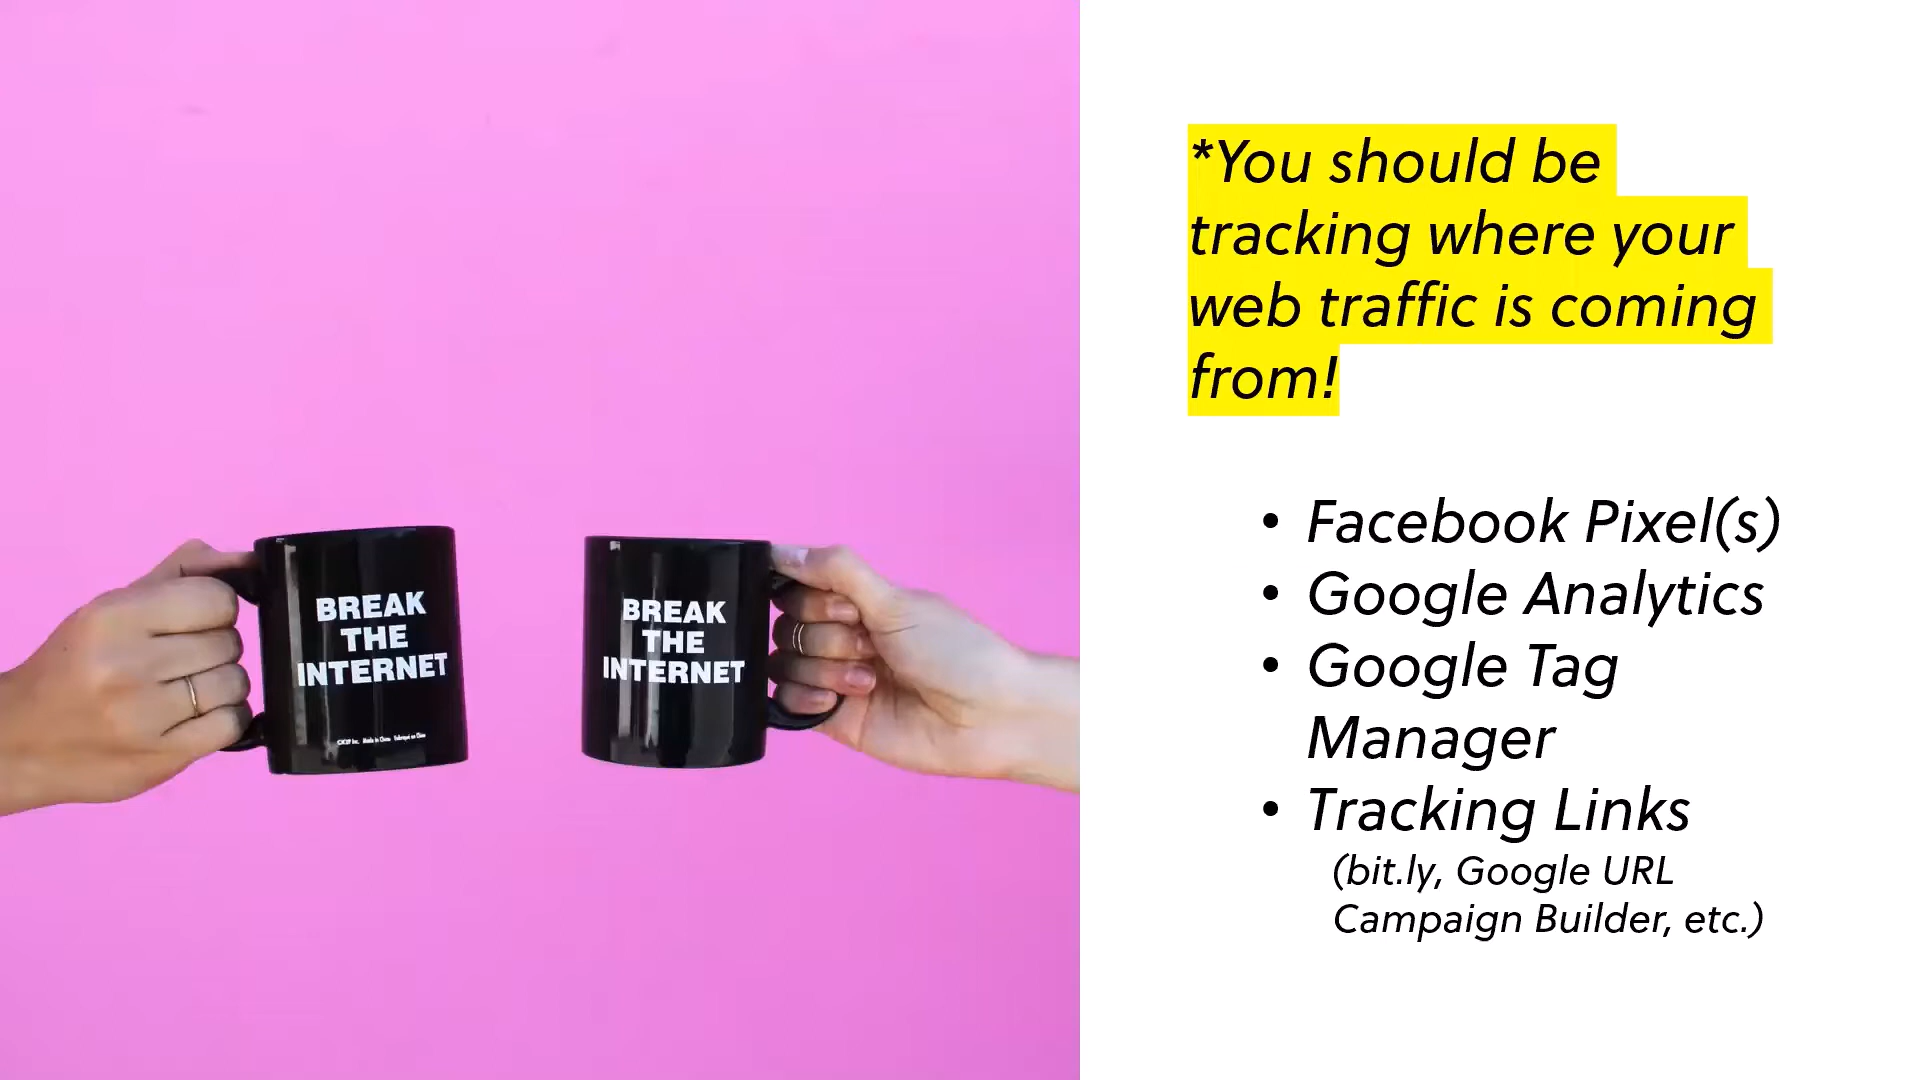 BREAK
THE
INTERNET
BREAK
THE
INTERNET
*You should be
tracking where your
web traffic is coming
from!
• Facebook Pixel(s)
• Google Analytics
• Google Tag
Manager
• Tracking Links
(bit.ly, Google URL
Campaign Builder, etc.)